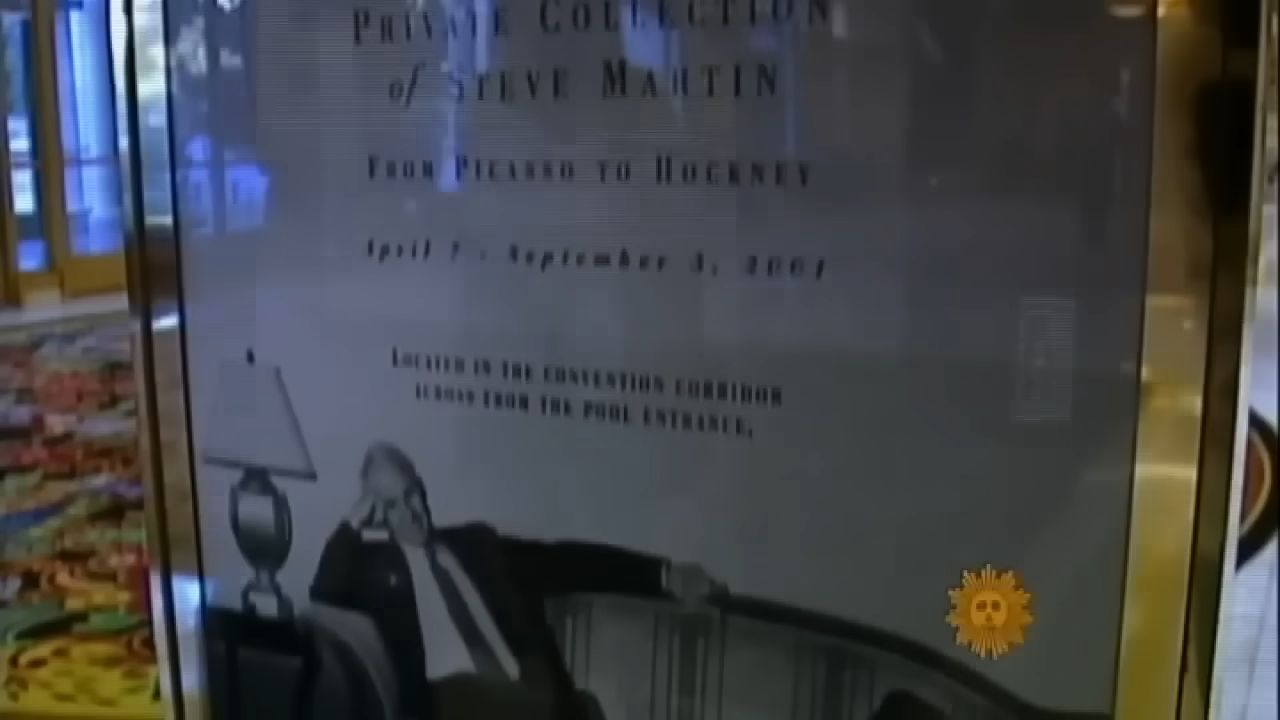 Private Collection
of Steve Martin
From Picasso to Hockney
April 7 - September 3, 2001
Located in the convention corridor
across from the pool entrance.